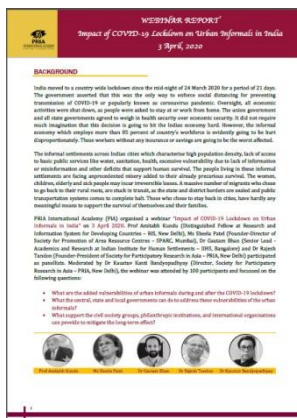 PRIA
WEBINAR REPORT
Impact of COVID-19 Lockdown on Urban Informals in India
3 April, 2020
BACKGROUND
India moved to a country wide lockdown since the mid-night of 24 March 2020 for a period of 21 days.
The government asserted that this was the only way to enforce social distancing for preventing
transmission of COVID-19 or popularly known as coronavirus pandemic. Overnight, all economic
activities were shut down, as people were asked to stay at or work from home. The union government
and all state governments agreed to weigh in health security over economic security. It did not require
much imagination that this decision is going to hit the Indian economy hard. However, the informal
economy which employs more than 85 percent of country's workforce is evidently going to be hurt
disproportionately. Those workers without any insurance or savings are going to be the worst affected.
The informal settlements across Indian cities which characterise high population density, lack of access
to basic public services like water, sanitation, health, excessive vulnerability due to lack of information
or misinformation and other deficits that support human survival. The people living in these informal
settlements are facing unprecedented misery added to their already precarious survival. The women,
children, elderly and sick people may incur irreversible losses. A massive number of migrants who chose
to go back to their rural roots, are stuck in transit, as the state and district borders are sealed and public
transportation systems come to complete halt. Those who chose to stay back in cities, have hardly any
meaningful means to support the survival of themselves and their families.
PRIA International Academy (PIA) organised a webinar "Impact of COVID-19 Lockdown on Urban
Informals in India" on 3 April 2020. Prof Amitabh Kundu (Distinguished Fellow at Research and
Information System for Developing Countries - RIS, New Delhi), Ms Sheela Patel (Founder-Director of
Society for Promotion of Area Resource Centres - SPARC, Mumbai), Dr Gautam Bhan (Senior Lead -
Academics and Research at Indian Institute for Human Settlements - IIHS, Bangalore) and Dr Rajesh
Tandon (Founder-President of Society for Participatory Research in Asia - PRIA, New Delhi) participated
as panellists. Moderated by Dr Kaustuv Kanti Bandyopadhyay (Director, Society for Participatory
Research in Asia - PRIA, New Delhi), the webinar was attended by 100 participants and focussed on the
following questions:
• What are the added vulnerabilities of urban informals during and after the COVID-19 lockdown?
• What the central, state and local governments can do to address these vulnerabilities of the urban
informals?
• What support the civil society groups, philanthropic institutions, and international organisations
can provide to mitigate the long-term effect?
Prof Amitabh Kundu
Ms Sheela Patel
Dr Gautam Bhan
Dr Rajesh Tandon
Dr Kaustuv Bandyopadhyay